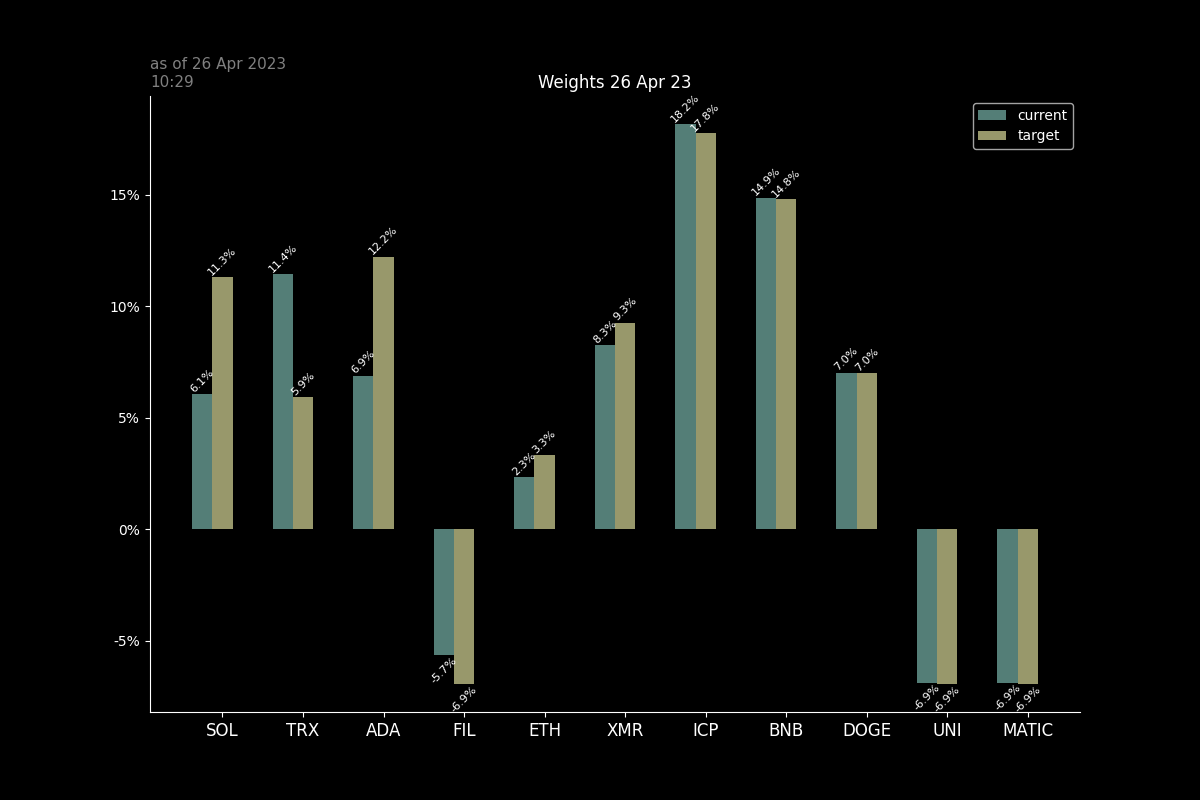 as of 26 Apr 2023
10:29
Weights 26 Apr 23
current
target
15%
10%
5%
0%
-5%
6.1%
11.3%
11.4%
5.9%
6.9%
12.2%
-5.7%
-6.9%
2.3%
3.3%
8.3%
9.3%
18.2%
17.8%
14.9%
14.8%
7.0%
7.0%
-6.9%
-6.9%
-6.9%
-6.9%
SOL
TRX
ADA
FIL
ETH
XMR
ICP
BNB
DOGE
UNI
MATIC